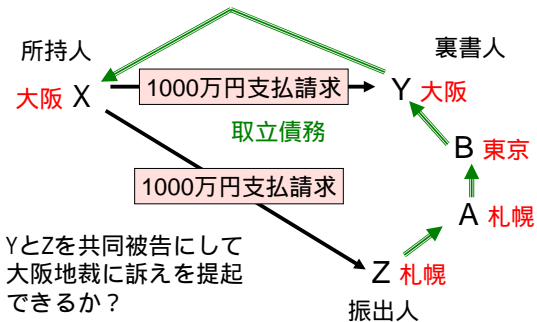 所持人
裏書人
大阪 X
1000万円支払請求
Y 大阪
取立債務
B 東京
1000万円支払請求
A 札幌
YとZを共同被告にして
大阪地裁に訴えを提起
できるか？
Z 札幌
振出人